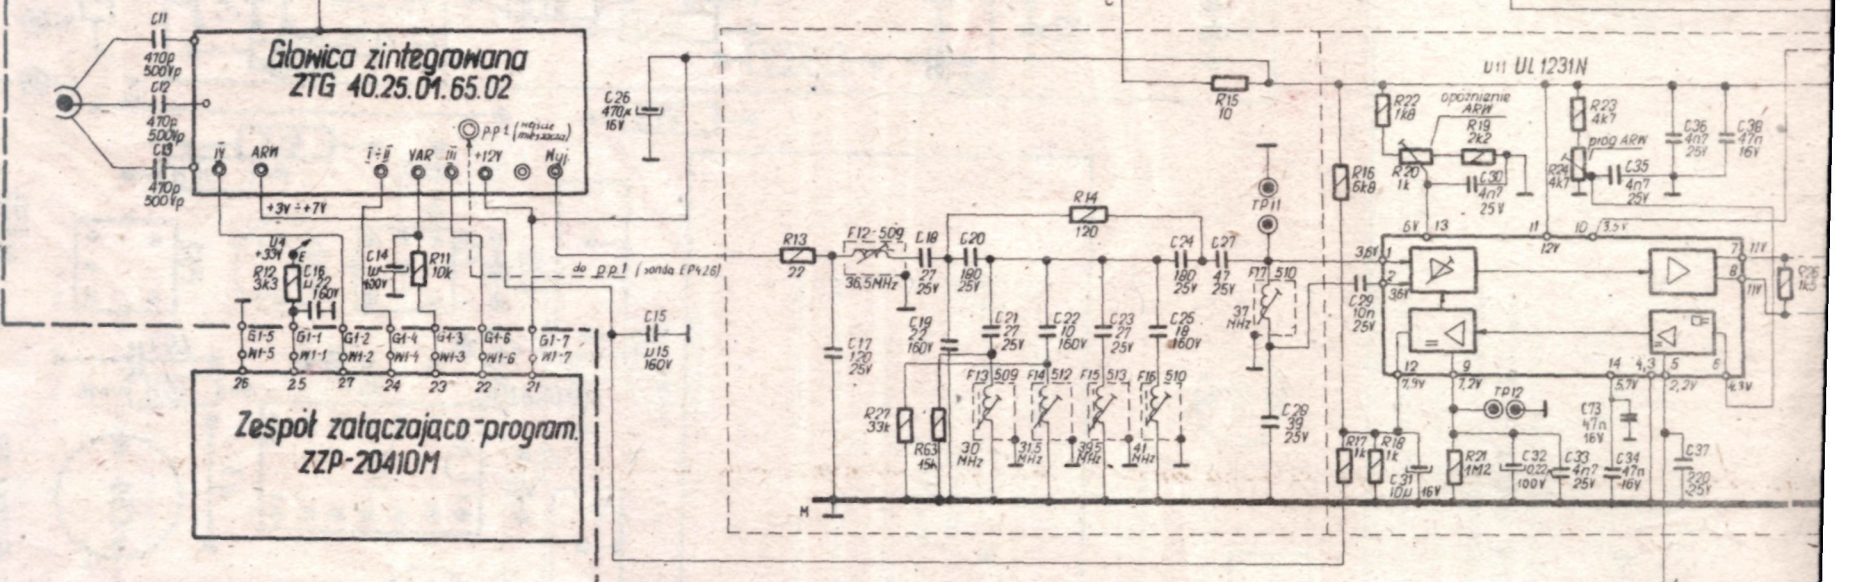 C11
470p
500Vp
C12
470p
500Vp
C13
470p
500Vp
Głowica zintegrowana
ZTG 40.25.01.65.02
p.p.1 (wejście
mieszacza)
IV
ARW
I÷II
VAR
III
+12V
Wyj.
+3V÷+7V
C26
470µ
16V
U4
+33V
E
R12
3k3
C16
µ22
160V
C14
R11
10k
do p.p.1 (sonda EP426)
C15
µ15
160V
G1-5
G1-1
G1-2
G1-4
G1-3
G1-6
G1-7
W1-5
W1-1
W1-2
W1-4
W1-3
W1-6
W1-7
26
25
27
24
23
22
21
Zespół załączająco-program.
ZZP-20410M
R13
22
F12-509
36,5MHz
C18
27
25V
C20
180
25V
R14
120
C24
180
25V
C27
47
25V
TP11
F17
510
37
MHz
C17
120
25V
C19
22
160V
C21
27
25V
C22
10
160V
C23
27
25V
C25
18
160V
R27
33k
R63
15k
F13
509
30
MHz
F14
512
31,5
MHz
F15
513
39,5
MHz
F16
510
41
MHz
C28
39
25V
M
R15
10
R16
6k8
U11 UL1231N
R22
1k8
opóźnienie
ARW
R19
2k2
R20
1k
C30
4n7
25V
R23
4k7
próg ARW
R24
4k7
C35
4n7
25V
C36
4n7
25V
C38
47n
16V
6V
13
11
12V
10
3,5V
3,6V
1
2
3,6V
C29
10n
25V
7
11V
8
11V
12
7,9V
9
7,2V
14
5,7V
4,3
5
2,2V
6
4,3V
TP12
R17
1k
R18
1k
C31
10µ
16V
R21
1M2
C32
100V
C33
4n7
25V
C34
47n
16V
C73
47n
16V
C37
220
25V